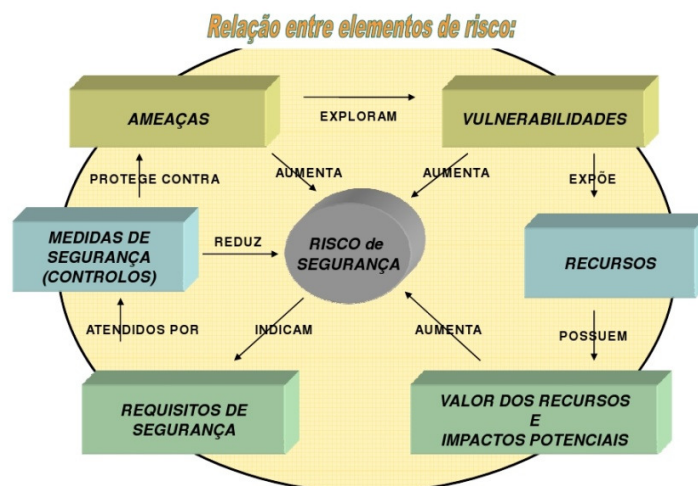 Relação entre elementos de risco:
AMEAÇAS
EXPLORAM
VULNERABILIDADES
PROTEGE CONTRA
AUMENTA
AUMENTA
EXPÕE
MEDIDAS DE
SEGURANÇA
(CONTROLOS)
REDUZ
RISCO de
SEGURANÇA
RECURSOS
ATENDIDOS POR
INDICAM
AUMENTA
POSSUEM
REQUISITOS DE
SEGURANÇA
VALOR DOS RECURSOS
E
IMPACTOS POTENCIAIS